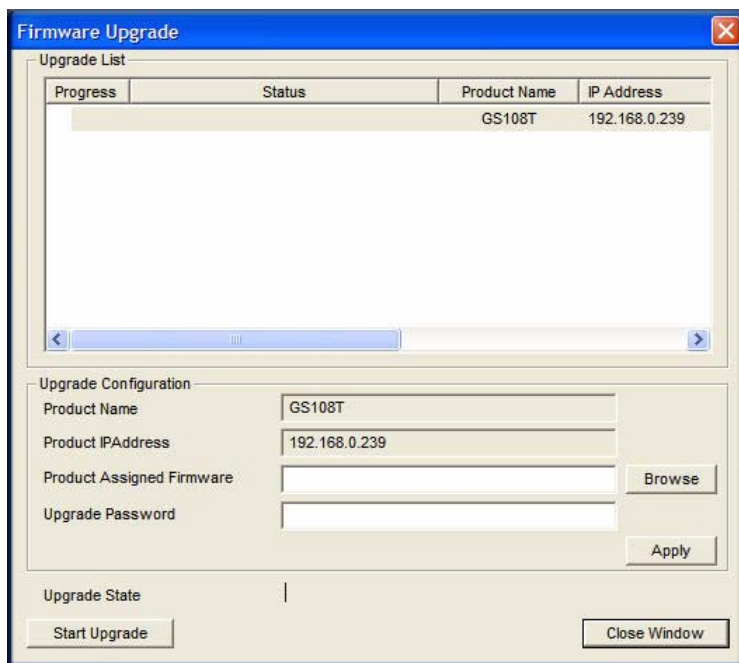 Firmware Upgrade
Upgrade List
Progress Status Product Name IP Address
GS108T 192.168.0.239
Upgrade Configuration
Product Name GS108T
Product IPAddress 192.168.0.239
Product Assigned Firmware Browse
Upgrade Password
Apply
Upgrade State
Start Upgrade Close Window